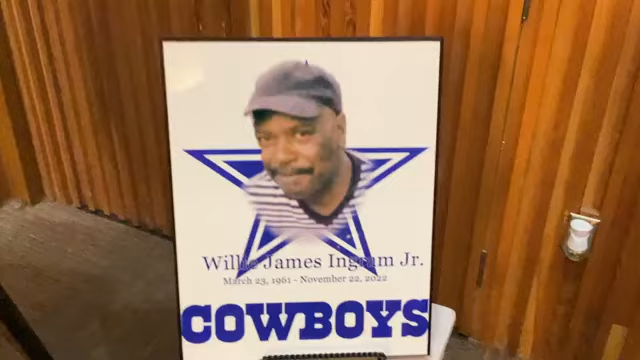 Willie James Ingram Jr.
March 23, 1961 - November 22, 2022
COWBOYS